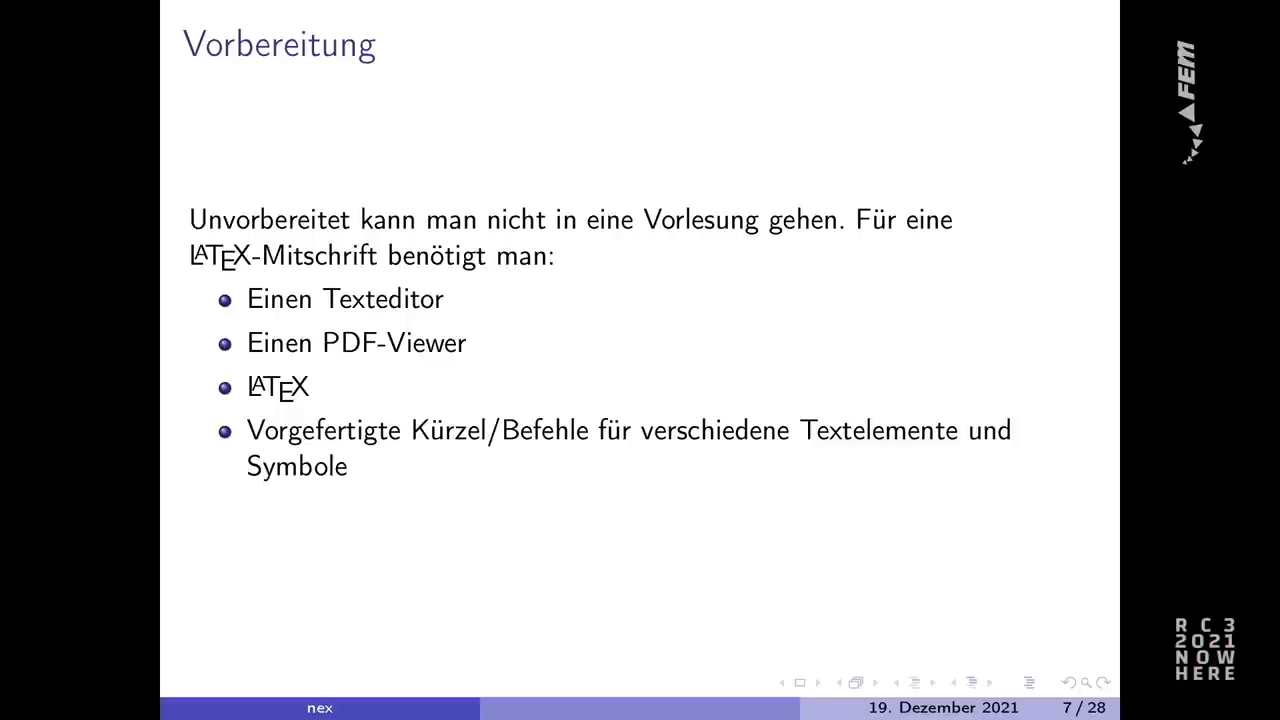 Vorbereitung
Unvorbereitet kann man nicht in eine Vorlesung gehen. Für eine
LATEX-Mitschrift benötigt man:
Einen Texteditor
Einen PDF-Viewer
LATEX
Vorgefertigte Kürzel/Befehle für verschiedene Textelemente und
Symbole
nex
19. Dezember 2021
7 / 28
FEM
RC3
2021
NOW
HERE